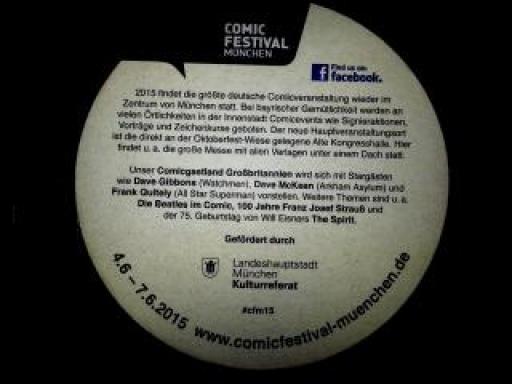 COMIC
FESTIVAL
MÜNCHEN
Find us on:
facebook.
2015 findet die größte deutsche Comicveranstaltung wieder im
Zentrum von München statt. Bei bayrischer Gemütlichkeit werden an
vielen Örtlichkeiten in der Innenstadt Comicevents wie Signieraktionen,
Vorträge und Zeichenkurse geboten. Der neue Hauptveranstaltungsort
ist die direkt an der Oktoberfest-Wiese gelegene Alte Kongresshalle. Hier
findet u. a. die große Messe mit allen Verlagen unter einem Dach statt.
Unser Comicgastland Großbritannien wird sich mit Stargästen
wie Dave Gibbons (Watchmen), Dave McKean (Arkham Asylum) und
Frank Quitely (All Star Superman) vorstellen. Weitere Themen sind u. a.
Die Beatles im Comic, 100 Jahre Franz Josef Strauß und
der 75. Geburtstag von Will Eisners The Spirit.
Gefördert durch
Landeshauptstadt
München
Kulturreferat
#cfm15
4.6 – 7.6.2015 www.comicfestival-muenchen.de